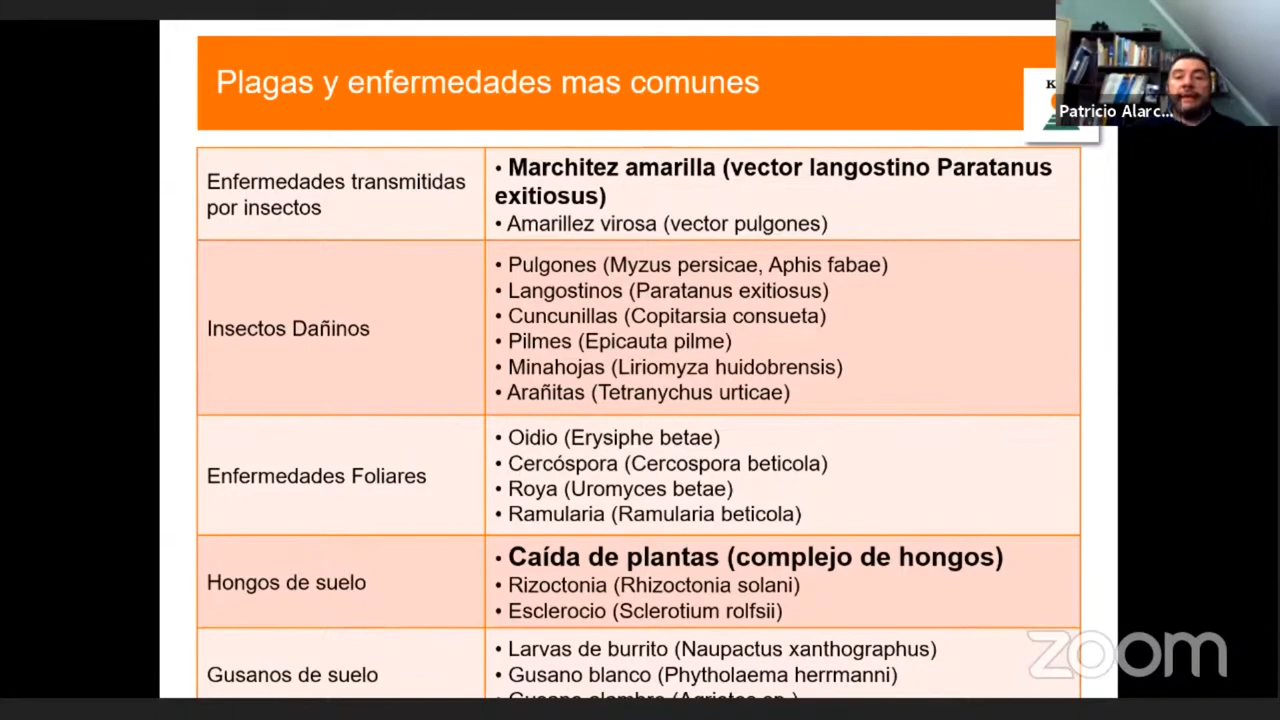 Plagas y enfermedades mas comunes
K
Patricio Alarc...
Enfermedades transmitidas
por insectos
• Marchitez amarilla (vector langostino Paratanus
exitiosus)
• Amarillez virosa (vector pulgones)
Insectos Dañinos
• Pulgones (Myzus persicae, Aphis fabae)
• Langostinos (Paratanus exitiosus)
• Cuncunillas (Copitarsia consueta)
• Pilmes (Epicauta pilme)
• Minahojas (Liriomyza huidobrensis)
• Arañitas (Tetranychus urticae)
Enfermedades Foliares
• Oidio (Erysiphe betae)
• Cercóspora (Cercospora beticola)
• Roya (Uromyces betae)
• Ramularia (Ramularia beticola)
Hongos de suelo
• Caída de plantas (complejo de hongos)
• Rizoctonia (Rhizoctonia solani)
• Esclerocio (Sclerotium rolfsii)
Gusanos de suelo
• Larvas de burrito (Naupactus xanthographus)
• Gusano blanco (Phytholaema herrmanni)
• Gusano alambre (Agriotes sp.)
zoom